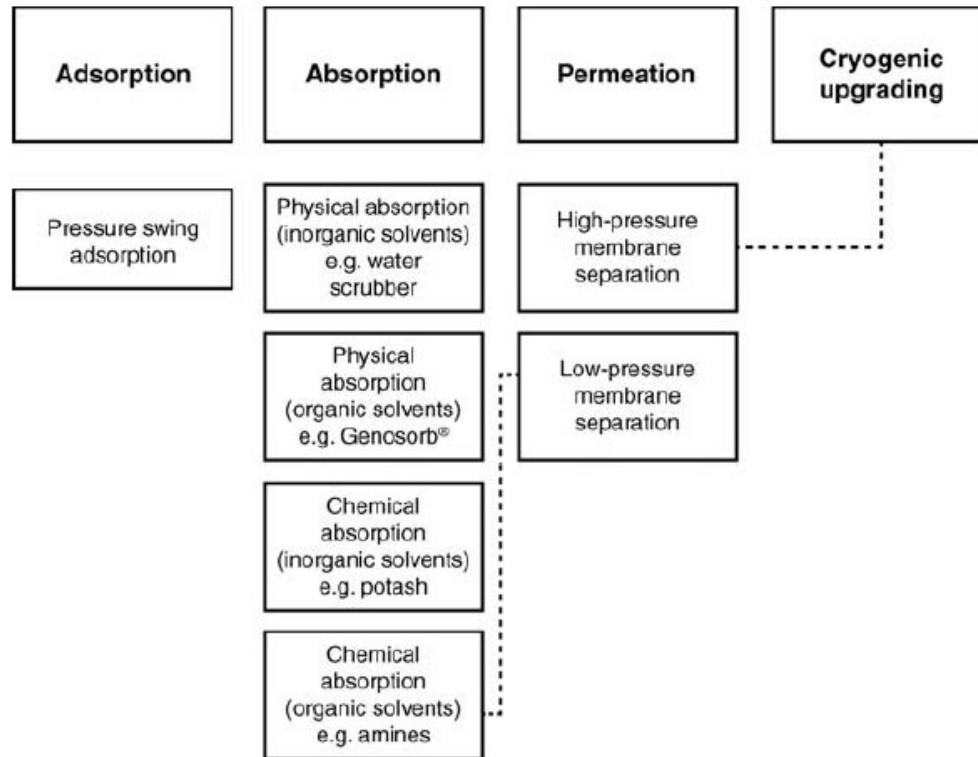 Adsorption
Absorption
Permeation
Cryogenic
upgrading
Pressure swing
adsorption
Physical absorption
(inorganic solvents)
e.g. water
scrubber
High-pressure
membrane
separation
Physical
absorption
(organic solvents)
e.g. Genosorb®
Low-pressure
membrane
separation
Chemical
absorption
(inorganic solvents)
e.g. potash
Chemical
absorption
(organic solvents)
e.g. amines